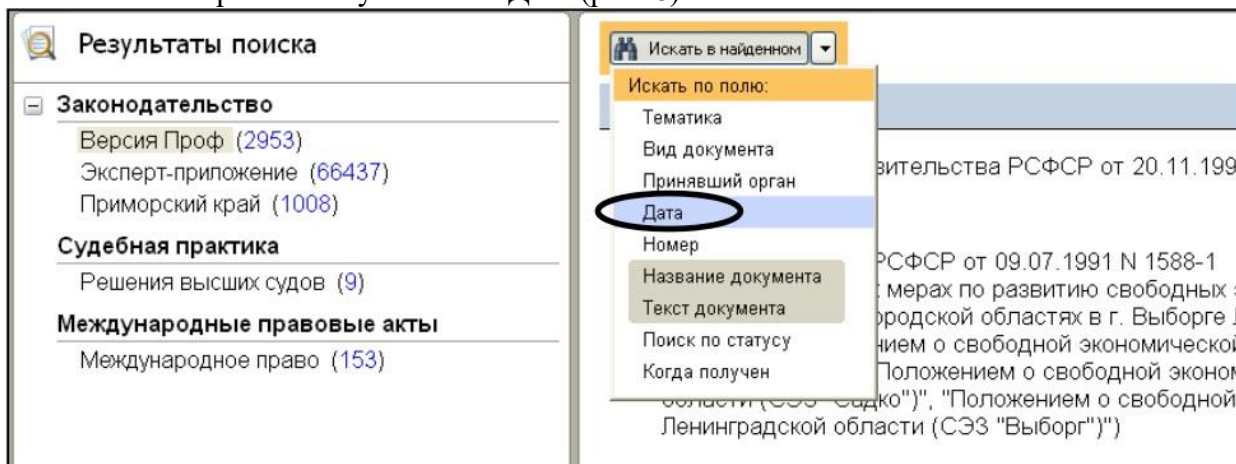 Результаты поиска
Законодательство
Версия Проф (2953)
Эксперт-приложение (66437)
Приморский край (1008)
Судебная практика
Решения высших судов (9)
Международные правовые акты
Международное право (153)
Искать в найденном
Искать по полю:
Тематика
Вид документа
Принявший орган
Дата
Номер
Название документа
Текст документа
Поиск по статусу
Когда получен
вительства РСФСР от 20.11.199
РСФСР от 09.07.1991 N 1588-1
мерах по развитию свободных
ородской областях в г. Выборге
нием о свободной экономической
Положением о свободной эконо
"Положением о свободной
Ленинградской области (СЭЗ "Выборг")")